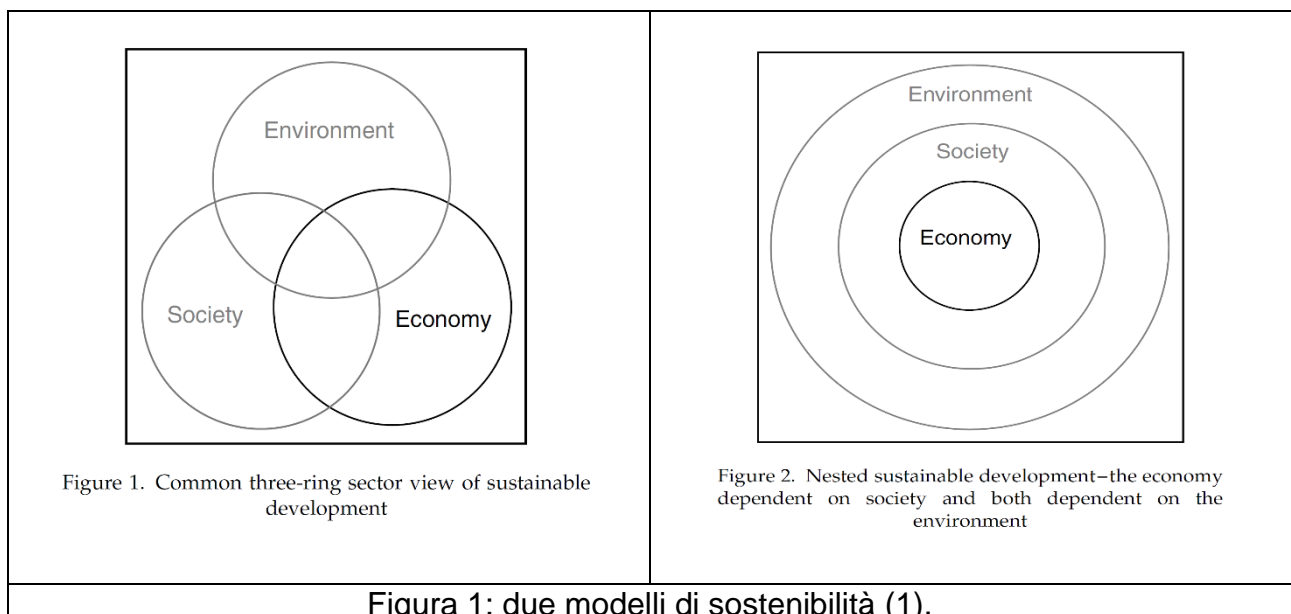 Environment
Society
Economy
Figure 1. Common three-ring sector view of sustainable
development
Environment
Society
Economy
Figure 2. Nested sustainable development–the economy
dependent on society and both dependent on the
environment
Figura 1: due modelli di sostenibilità (1).